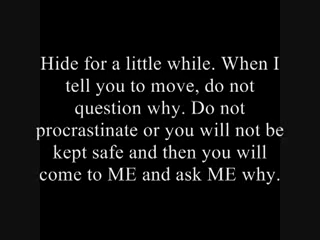 Hide for a little while. When I
tell you to move, do not
question why. Do not
procrastinate or you will not be
kept safe and then you will
come to ME and ask ME why.